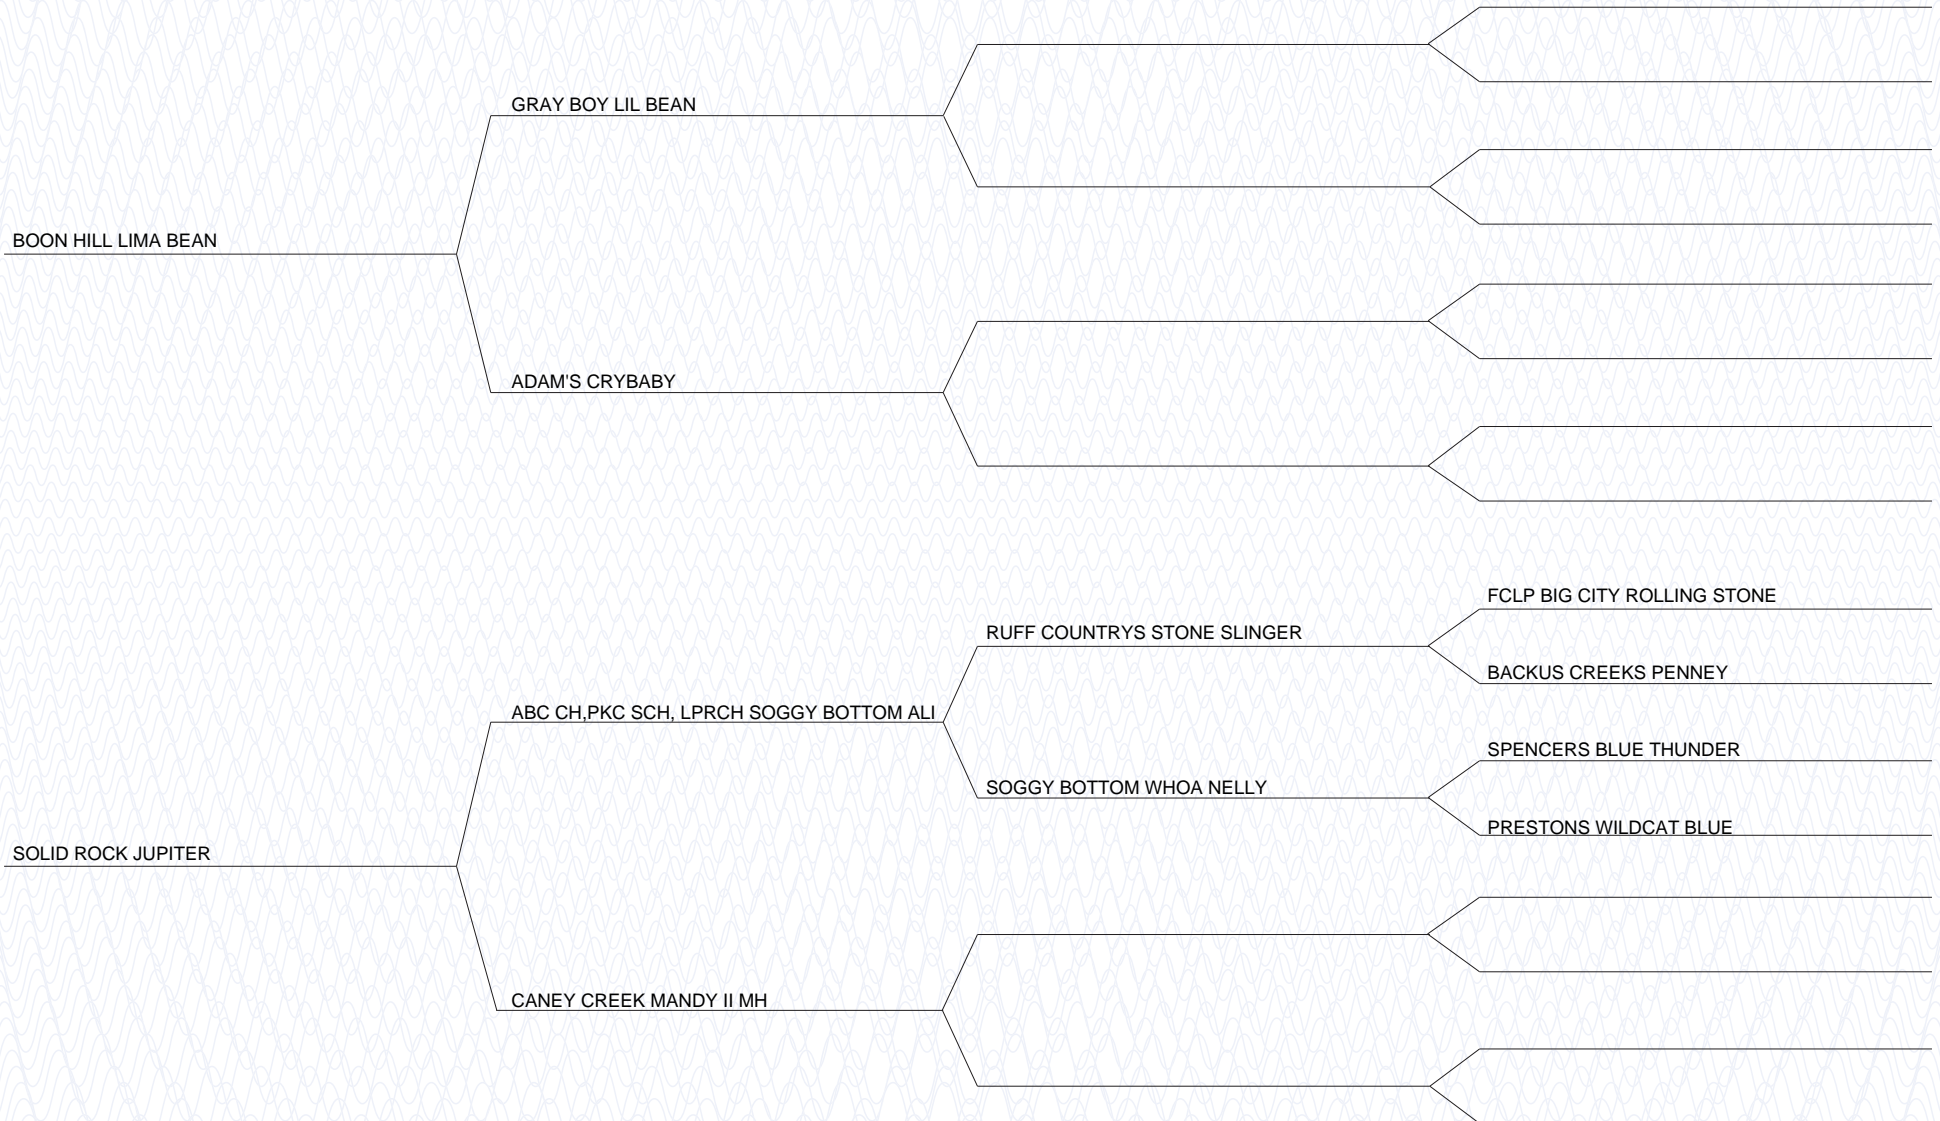 GRAY BOY LIL BEAN
BOON HILL LIMA BEAN
ADAM'S CRYBABY
FCLP BIG CITY ROLLING STONE
RUFF COUNTRYS STONE SLINGER
BACKUS CREEKS PENNEY
ABC CH,PKC SCH, LPRCH SOGGY BOTTOM ALI
SPENCERS BLUE THUNDER
SOGGY BOTTOM WHOA NELLY
PRESTONS WILDCAT BLUE
SOLID ROCK JUPITER
CANEY CREEK MANDY II MH